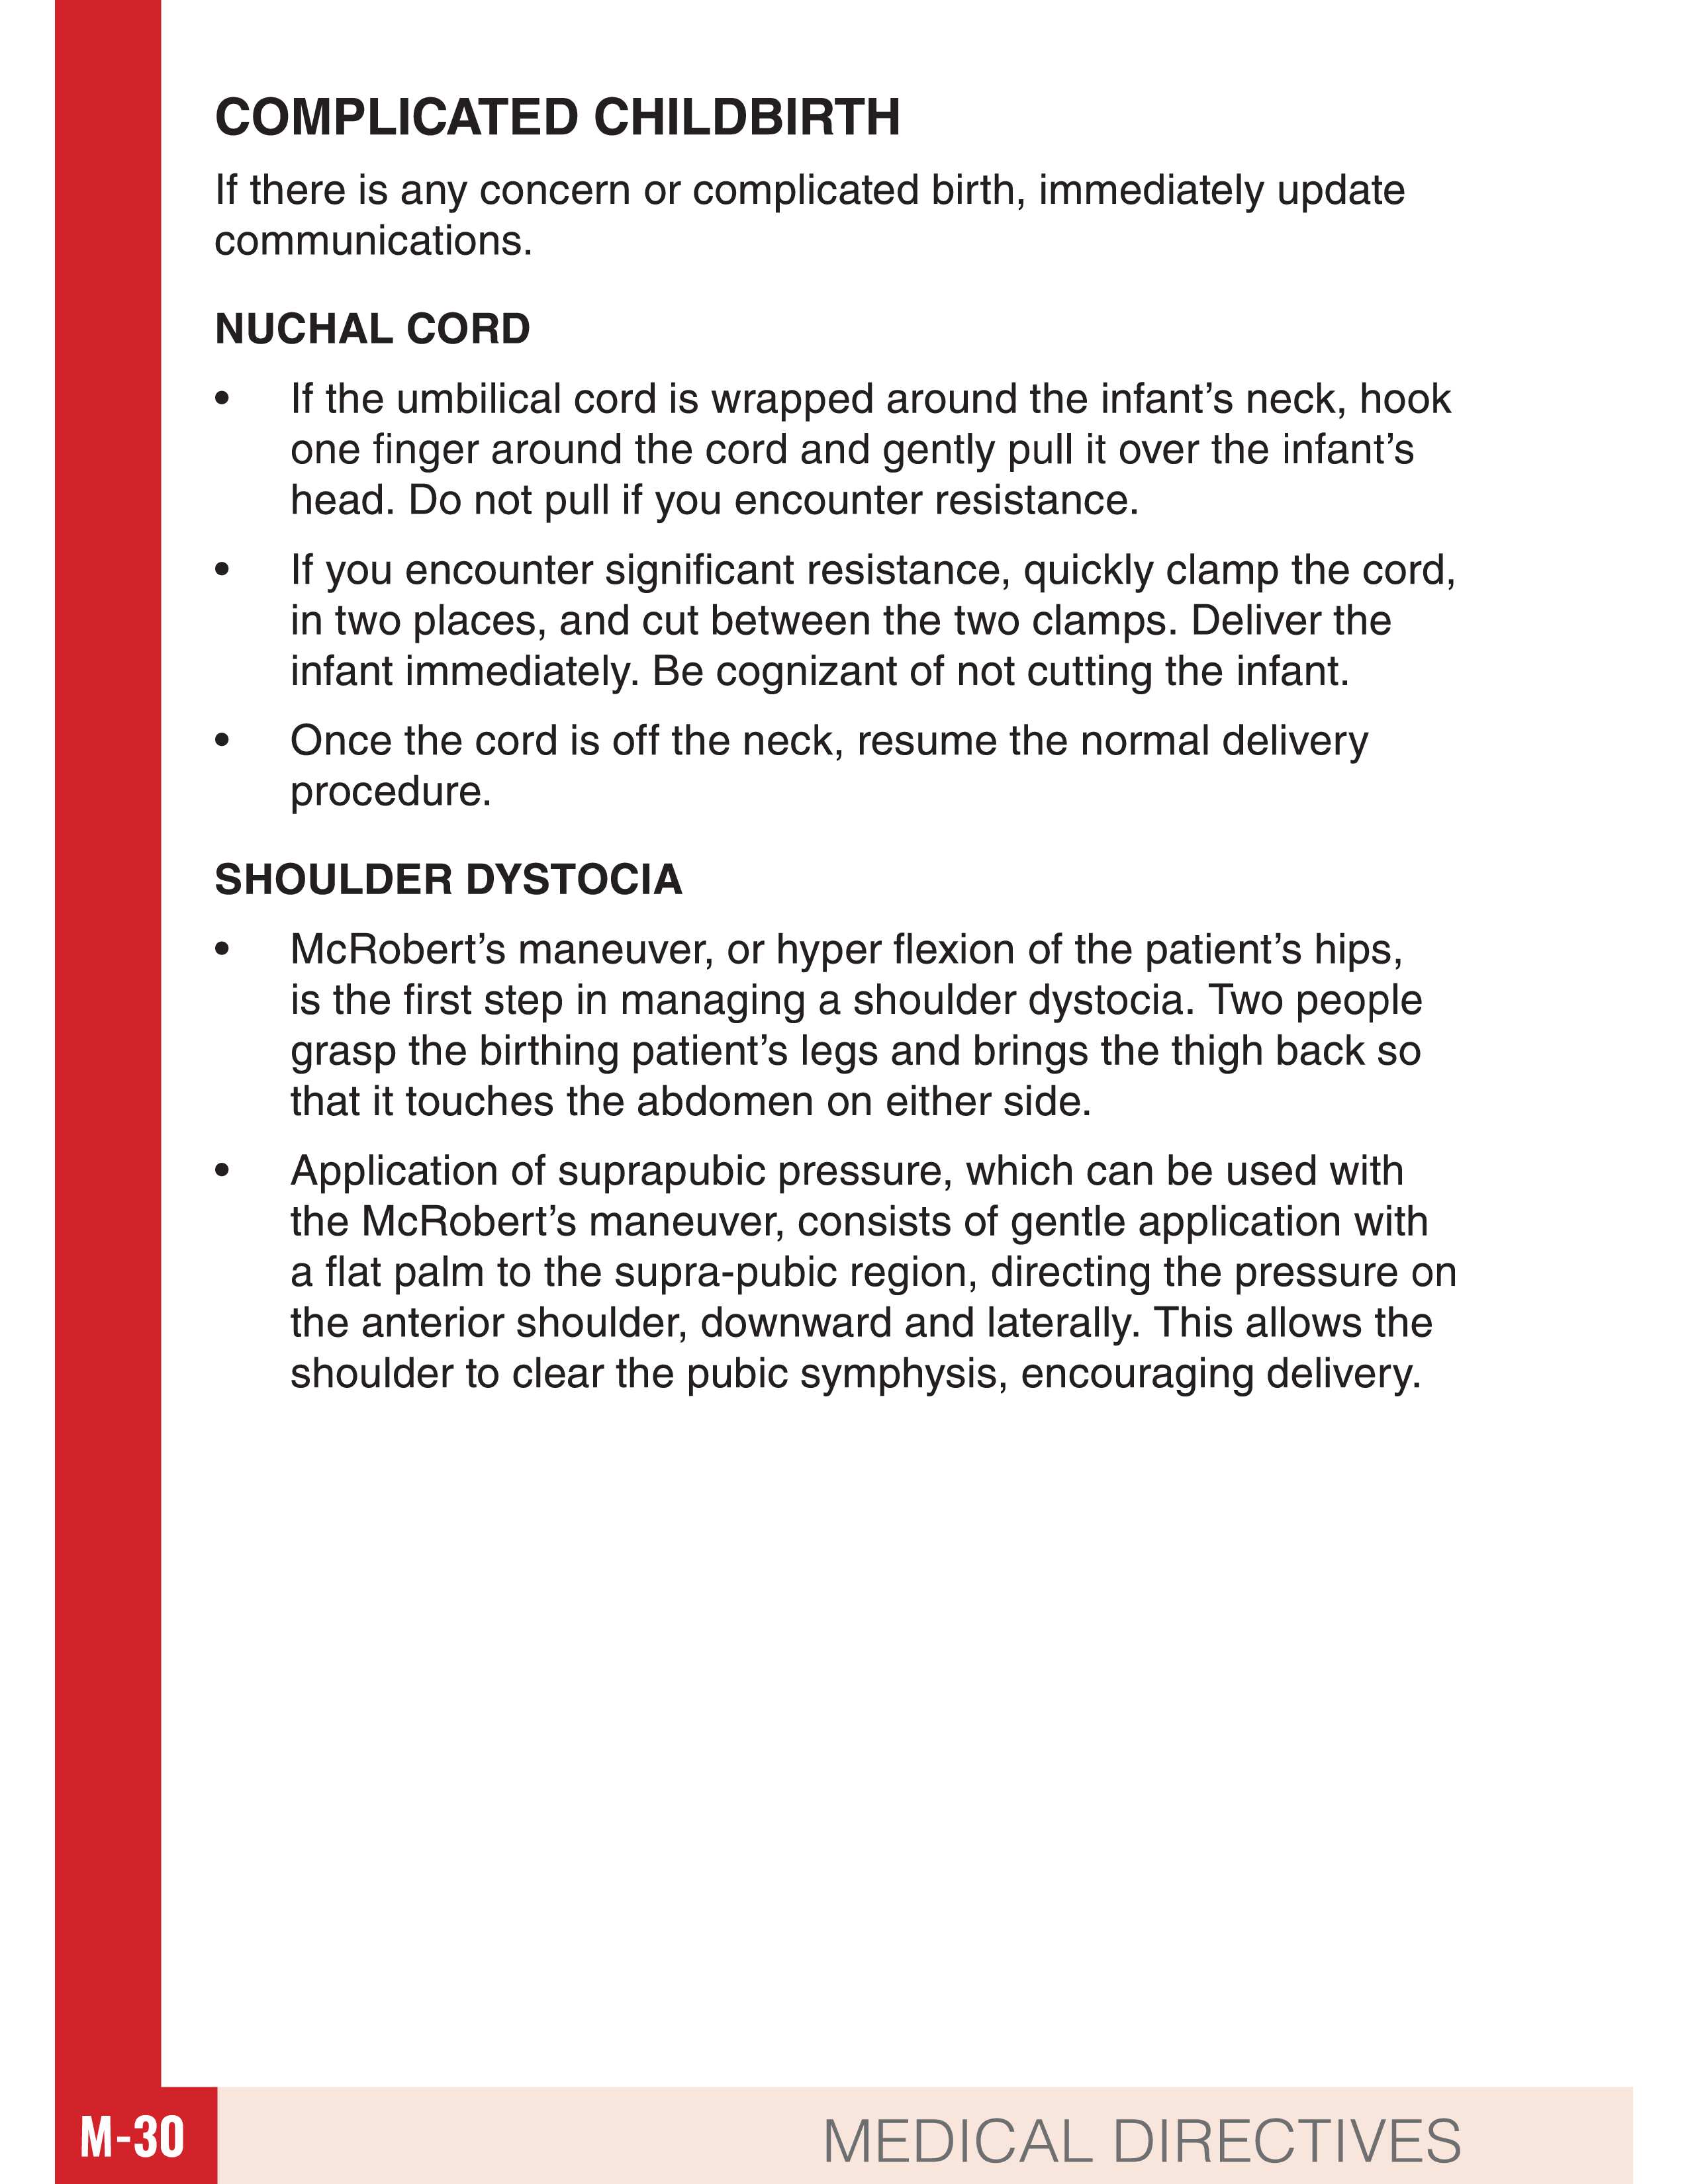 COMPLICATED CHILDBIRTH
If there is any concern or complicated birth, immediately update
communications.
NUCHAL CORD
• If the umbilical cord is wrapped around the infant’s neck, hook
one finger around the cord and gently pull it over the infant’s
head. Do not pull if you encounter resistance.
• If you encounter significant resistance, quickly clamp the cord,
in two places, and cut between the two clamps. Deliver the
infant immediately. Be cognizant of not cutting the infant.
• Once the cord is off the neck, resume the normal delivery
procedure.
SHOULDER DYSTOCIA
• McRobert’s maneuver, or hyper flexion of the patient’s hips,
is the first step in managing a shoulder dystocia. Two people
grasp the birthing patient’s legs and brings the thigh back so
that it touches the abdomen on either side.
• Application of suprapubic pressure, which can be used with
the McRobert’s maneuver, consists of gentle application with
a flat palm to the supra-pubic region, directing the pressure on
the anterior shoulder, downward and laterally. This allows the
shoulder to clear the pubic symphysis, encouraging delivery.
M-30
MEDICAL DIRECTIVES